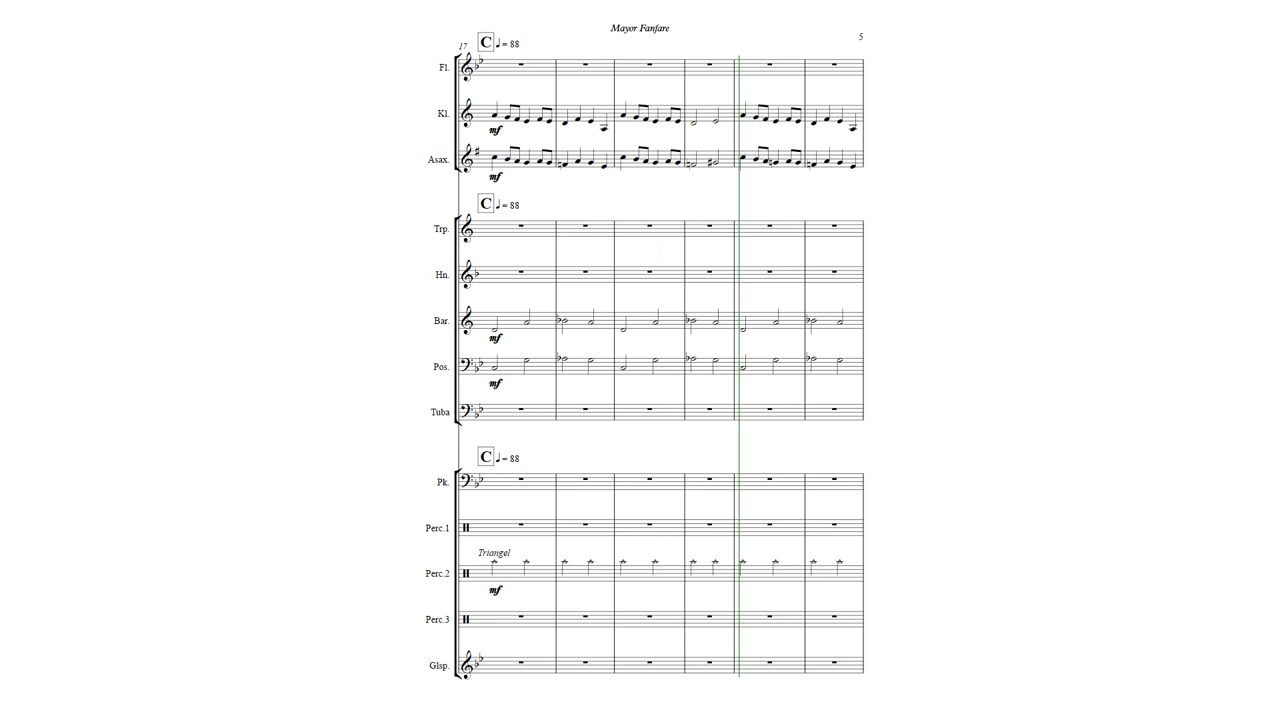 Mayor Fanfare
5
17
C ♩ = 88
Fl.
Kl.
mf
Asax.
mf
C ♩ = 88
Trp.
Hn.
Bar.
mf
Pos.
mf
Tuba
C ♩ = 88
Pk.
Perc.1
Triangel
Perc.2
mf
Perc.3
Glsp.